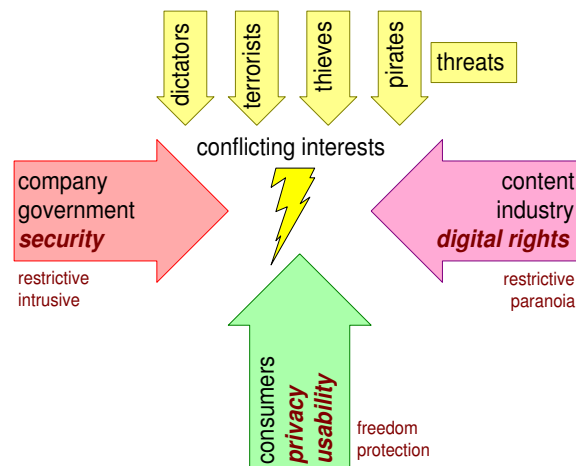 dictators
terrorists
thieves
pirates
threats
conflicting interests
company
government
security
restrictive
intrusive
content
industry
digital rights
restrictive
paranoia
consumers
privacy
usability
freedom
protection